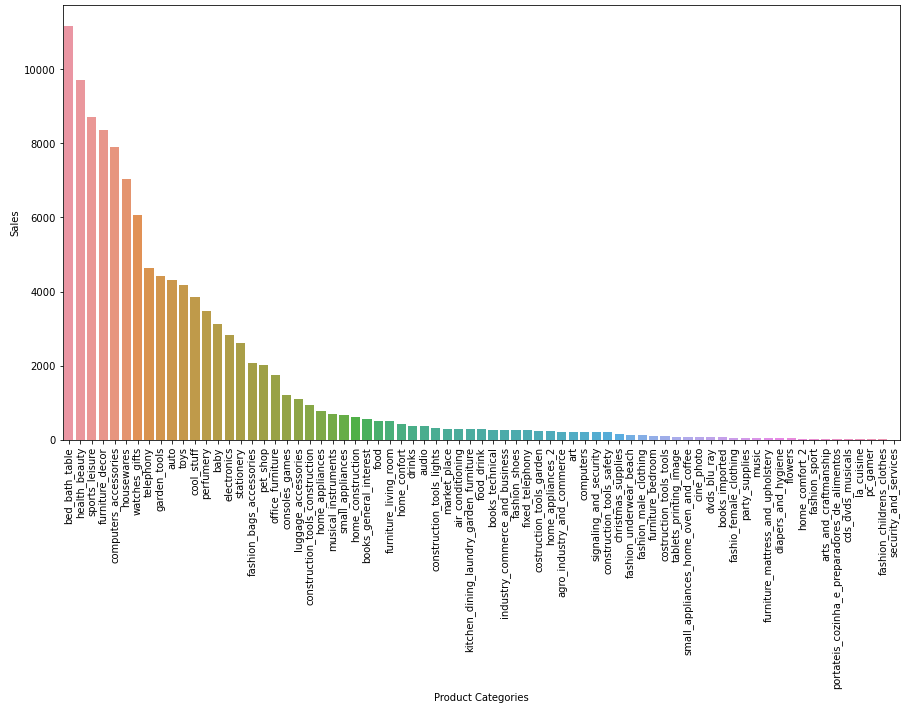 Sales
10000
8000
6000
4000
2000
0
bed_bath_table
health_beauty
sports_leisure
furniture_decor
computers_accessories
housewares
watches_gifts
telephony
garden_tools
auto
toys
cool_stuff
perfumery
baby
electronics
stationery
fashion_bags_accessories
pet_shop
office_furniture
consoles_games
luggage_accessories
construction_tools_construction
home_appliances
musical_instruments
small_appliances
home_construction
books_general_interest
food
furniture_living_room
home_confort
drinks
audio
construction_tools_lights
market_place
air_conditioning
kitchen_dining_laundry_garden_furniture
food_drink
books_technical
industry_commerce_and_business
fashion_shoes
fixed_telephony
costruction_tools_garden
home_appliances_2
agro_industry_and_commerce
art
computers
signaling_and_security
construction_tools_safety
christmas_supplies
fashion_underwear_beach
fashion_male_clothing
furniture_bedroom
costruction_tools_tools
tablets_printing_image
small_appliances_home_oven_and_coffee
cine_photo
dvds_blu_ray
books_imported
fashio_female_clothing
party_supplies
music
furniture_mattress_and_upholstery
diapers_and_hygiene
flowers
home_comfort_2
fashion_sport
arts_and_craftmanship
portateis_cozinha_e_preparadores_de_alimentos
cds_dvds_musicals
la_cuisine
pc_gamer
fashion_childrens_clothes
security_and_services
Product Categories